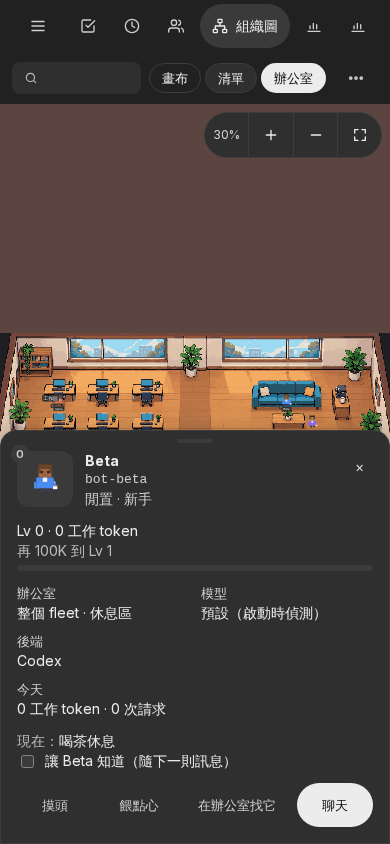 組織圖
畫布 清單 辦公室
30%
0
Beta
bot-beta
閒置 · 新手
Lv 0 · 0 工作 token
再 100K 到 Lv 1
辦公室 模型
整個 fleet · 休息區 預設（啟動時偵測）
後端
Codex
今天
0 工作 token · 0 次請求
現在：喝茶休息
讓 Beta 知道（隨下一則訊息）
摸頭 餵點心 在辦公室找它 聊天